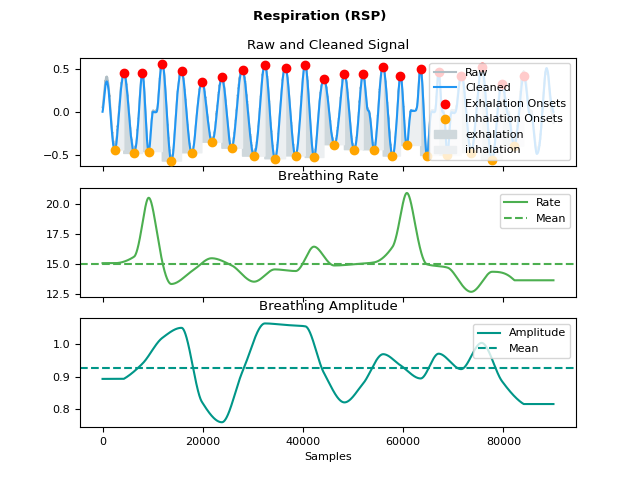 Respiration (RSP)
Raw and Cleaned Signal
0.5
0.0
−0.5
Raw
Cleaned
Exhalation Onsets
Inhalation Onsets
exhalation
inhalation
Breathing Rate
20.0
17.5
15.0
12.5
Rate
Mean
Breathing Amplitude
1.0
0.9
0.8
Amplitude
Mean
0 20000 40000 60000 80000
Samples